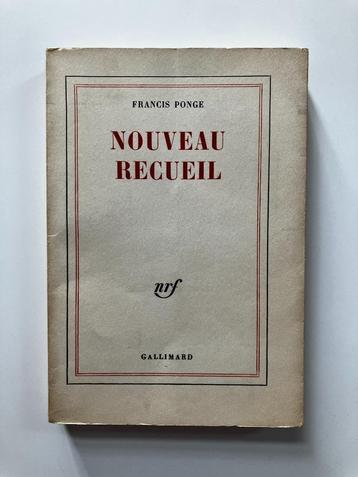 FRANCIS PONGE
NOUVEAU
RECUEIL
nrf
GALLIMARD